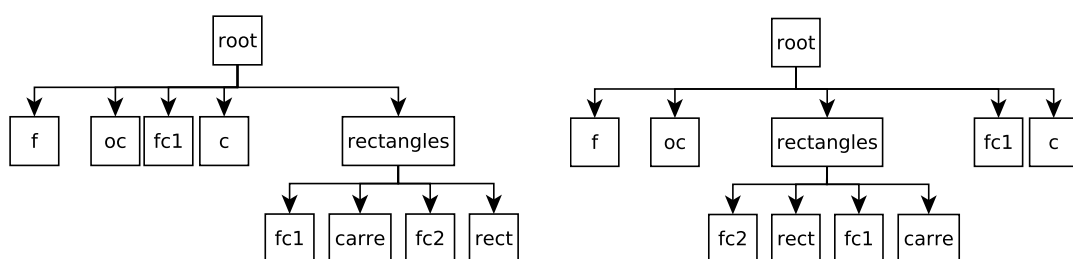 root
f oc fc1 c rectangles
fc1 carre fc2 rect
root
f oc rectangles fc1 c
fc2 rect fc1 carre